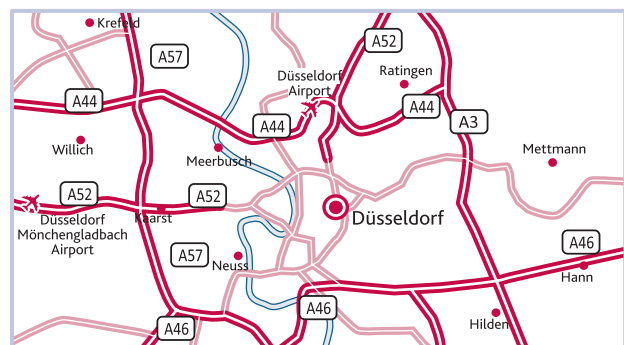 Krefeld
A52
A57
Düsseldorf
Airport
Ratingen
A44
A44
A44
A3
Willich
Meerbusch
Mettmann
A52
A52
Kaarst
Düsseldorf
Mönchengladbach
Airport
Düsseldorf
A46
A57
Neuss
Hann
A46
A46
Hilden